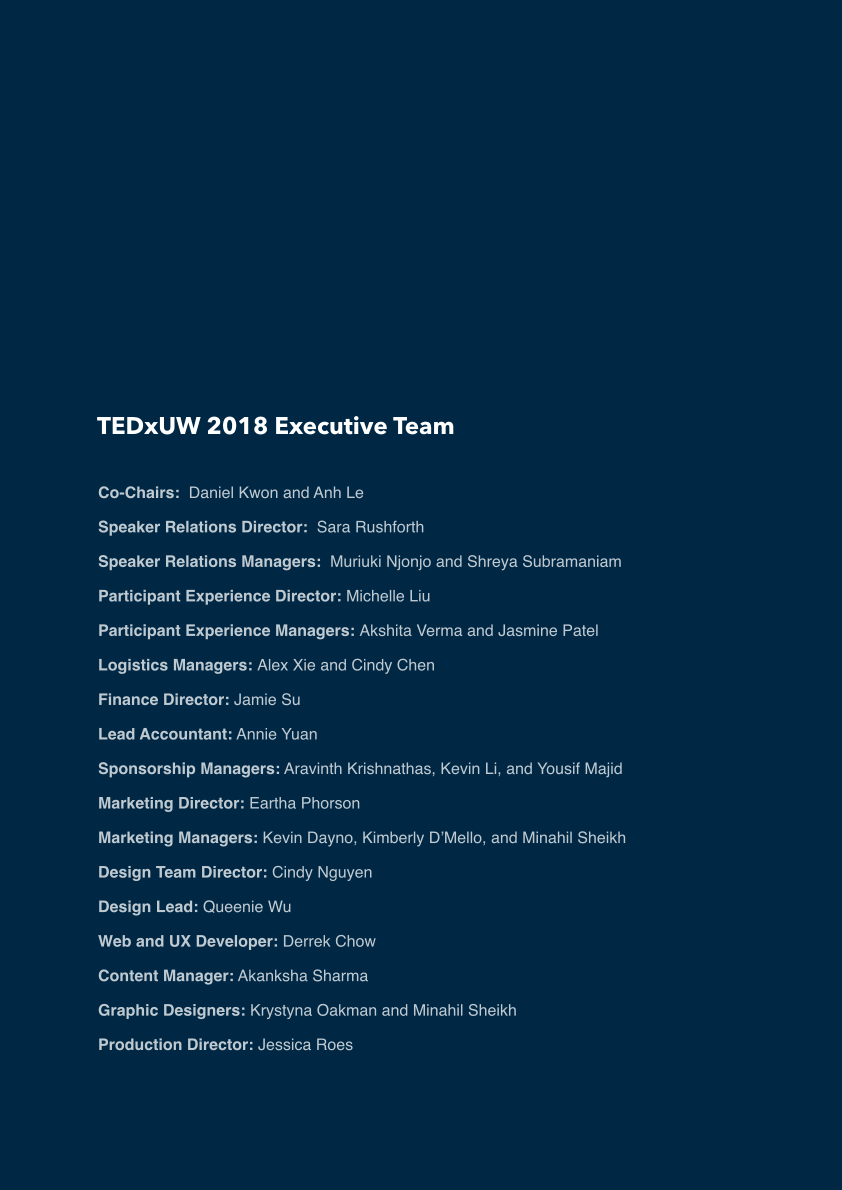 TEDxUW 2018 Executive Team
Co-Chairs:  Daniel Kwon and Anh Le
Speaker Relations Director:  Sara Rushforth
Speaker Relations Managers:  Muriuki Njonjo and Shreya Subramaniam
Participant Experience Director: Michelle Liu
Participant Experience Managers: Akshita Verma and Jasmine Patel
Logistics Managers: Alex Xie and Cindy Chen
Finance Director: Jamie Su
Lead Accountant: Annie Yuan
Sponsorship Managers: Aravinth Krishnathas, Kevin Li, and Yousif Majid
Marketing Director: Eartha Phorson
Marketing Managers: Kevin Dayno, Kimberly D’Mello, and Minahil Sheikh
Design Team Director: Cindy Nguyen
Design Lead: Queenie Wu
Web and UX Developer: Derrek Chow
Content Manager: Akanksha Sharma
Graphic Designers: Krystyna Oakman and Minahil Sheikh
Production Director: Jessica Roes